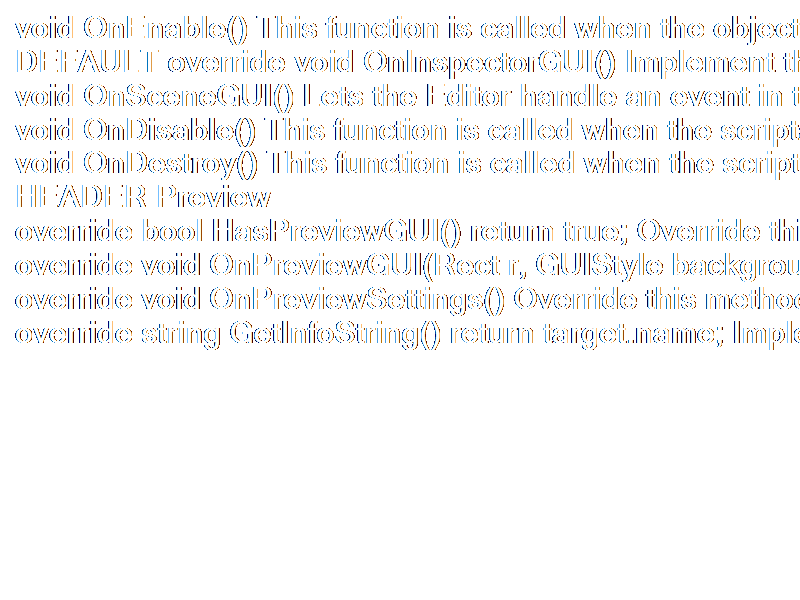 void OnEnable() This function is called when the object
DEFAULT override void OnInspectorGUI() Implement th
void OnSceneGUI() Lets the Editor handle an event in t
void OnDisable() This function is called when the scripta
void OnDestroy() This function is called when the scripta
HEADER Preview
override bool HasPreviewGUI() return true; Override thi
override void OnPreviewGUI(Rect r, GUIStyle backgrou
override void OnPreviewSettings() Override this method
override string GetInfoString() return target.name; Imple